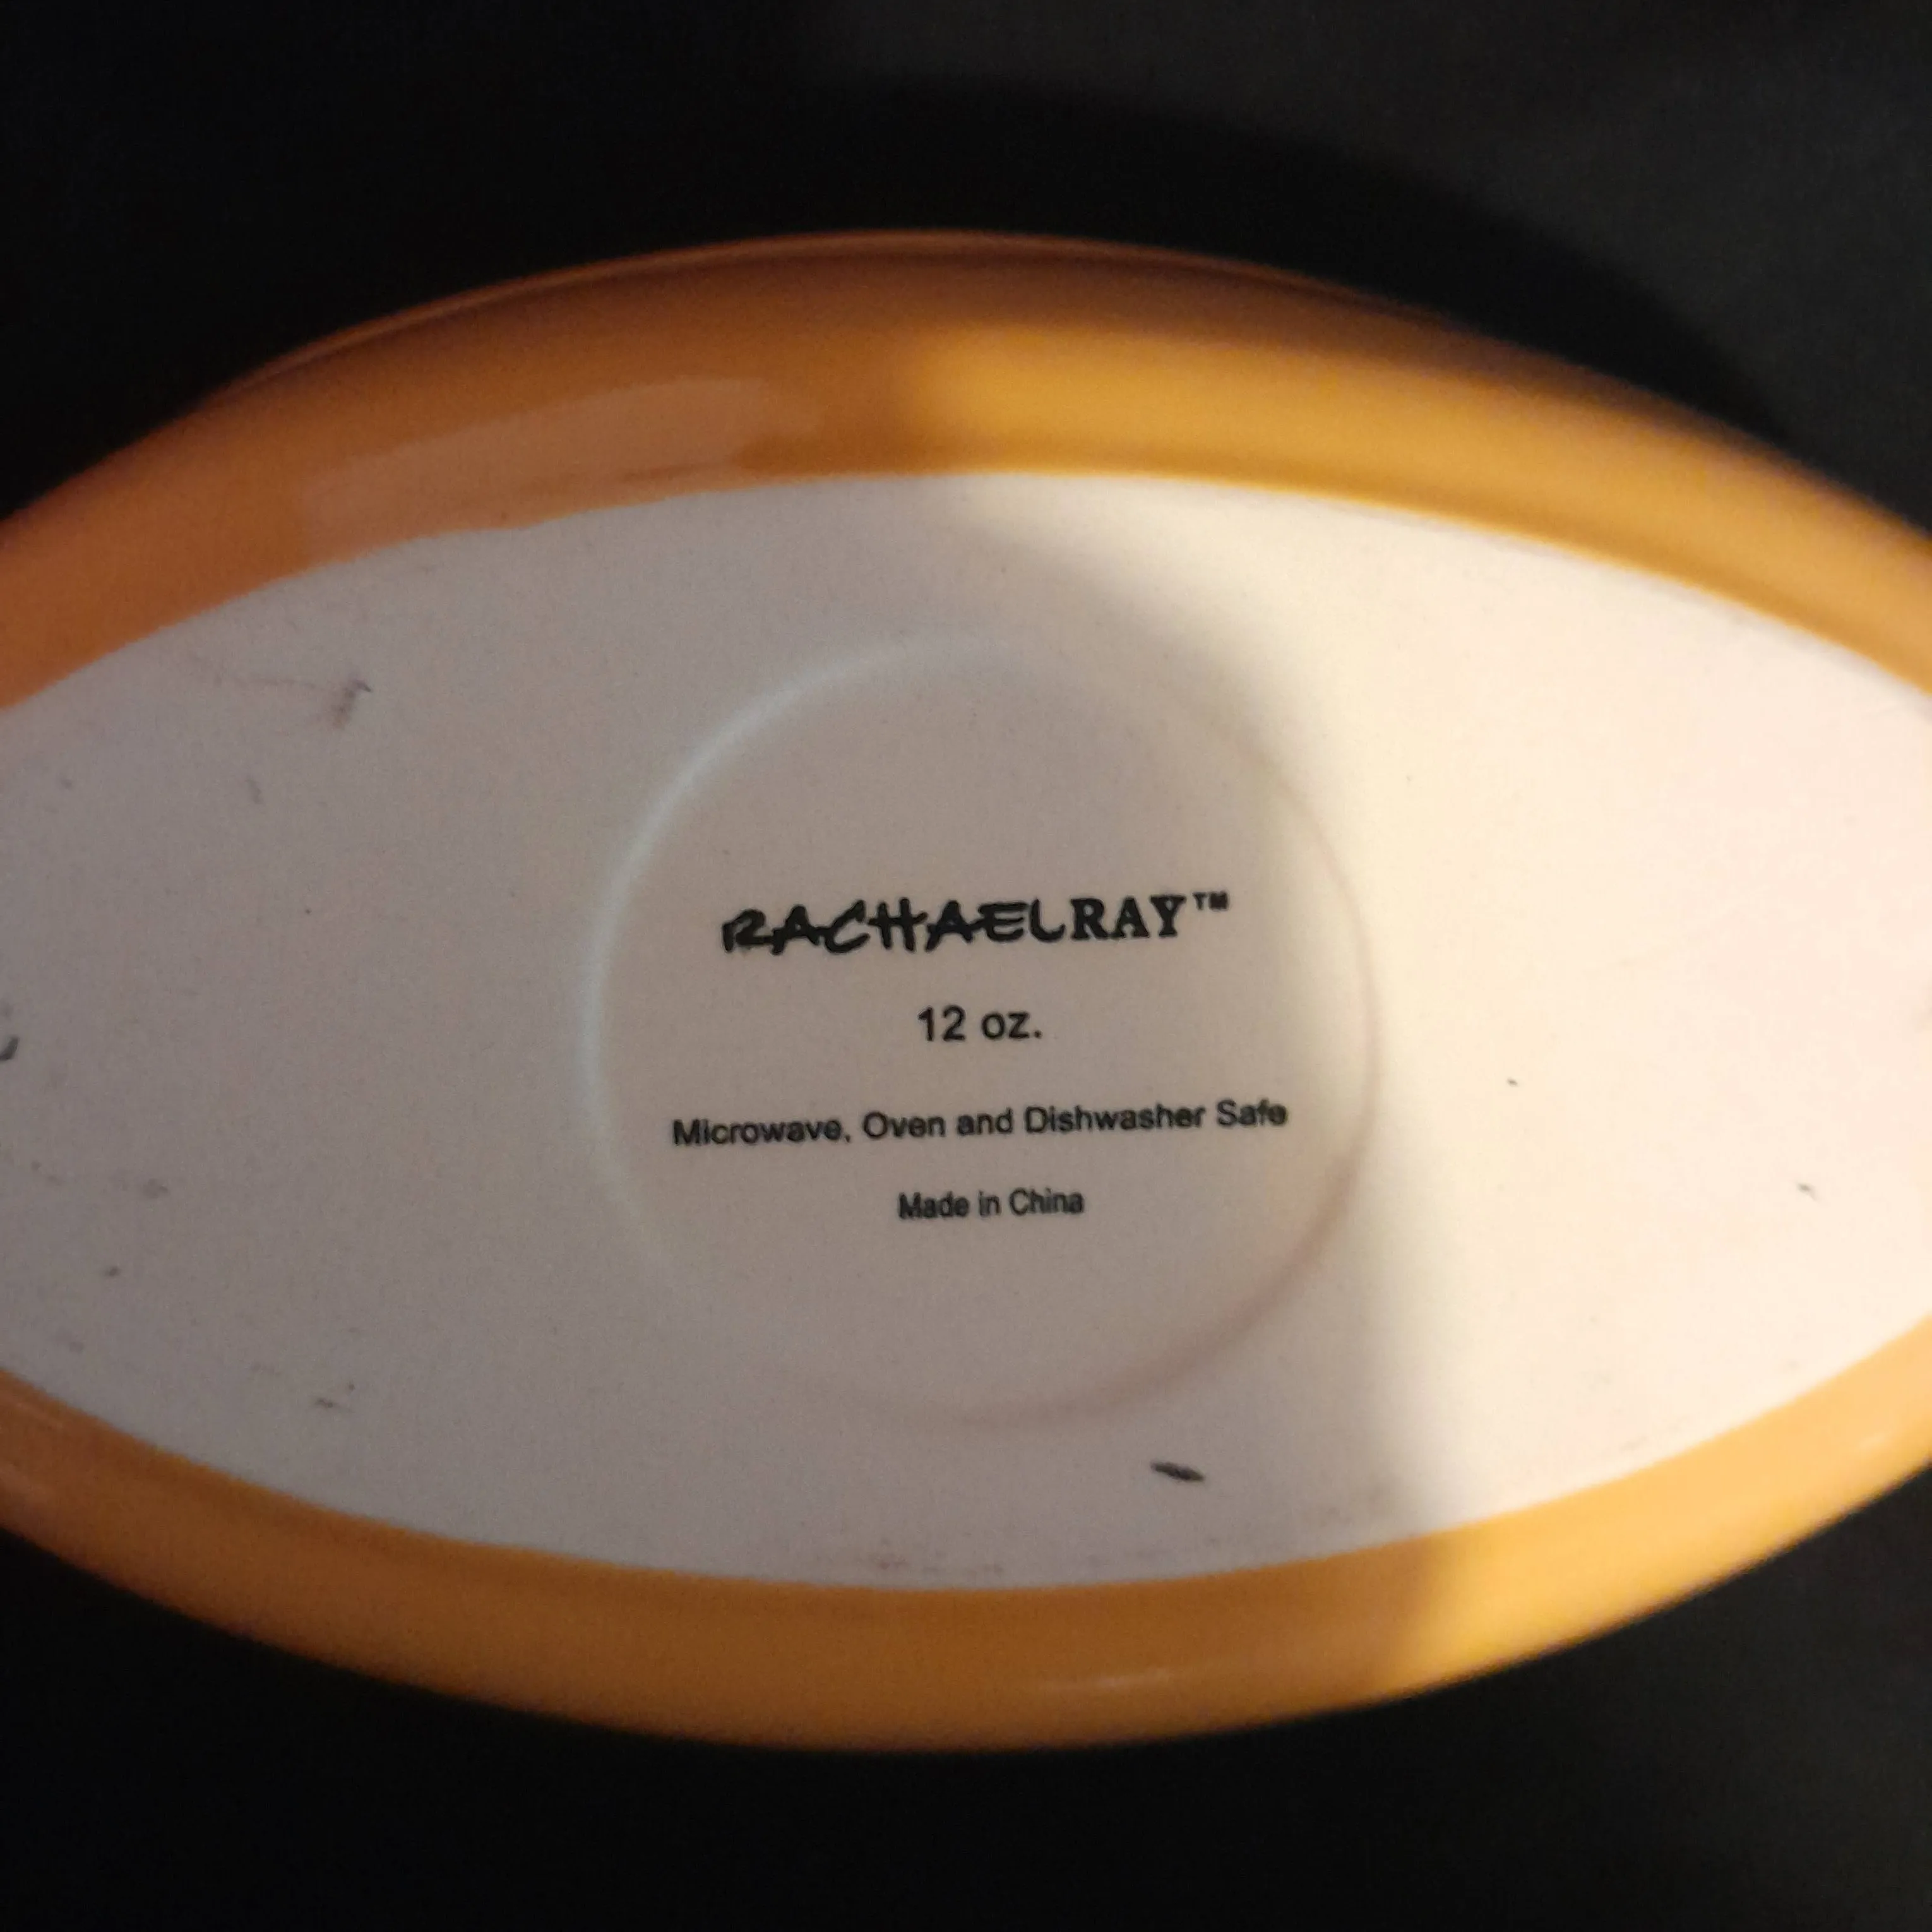 RACHAELRAY™
12 oz.
Microwave, Oven and Dishwasher Safe
Made in China